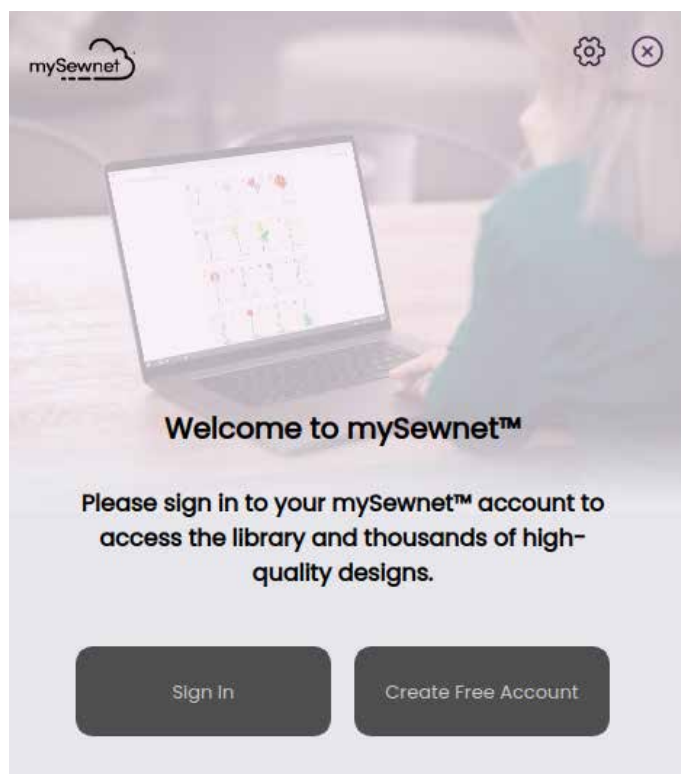 mySewnet
Welcome to mySewnet™
Please sign in to your mySewnet™ account to
access the library and thousands of high-
quality designs.
Sign In
Create Free Account